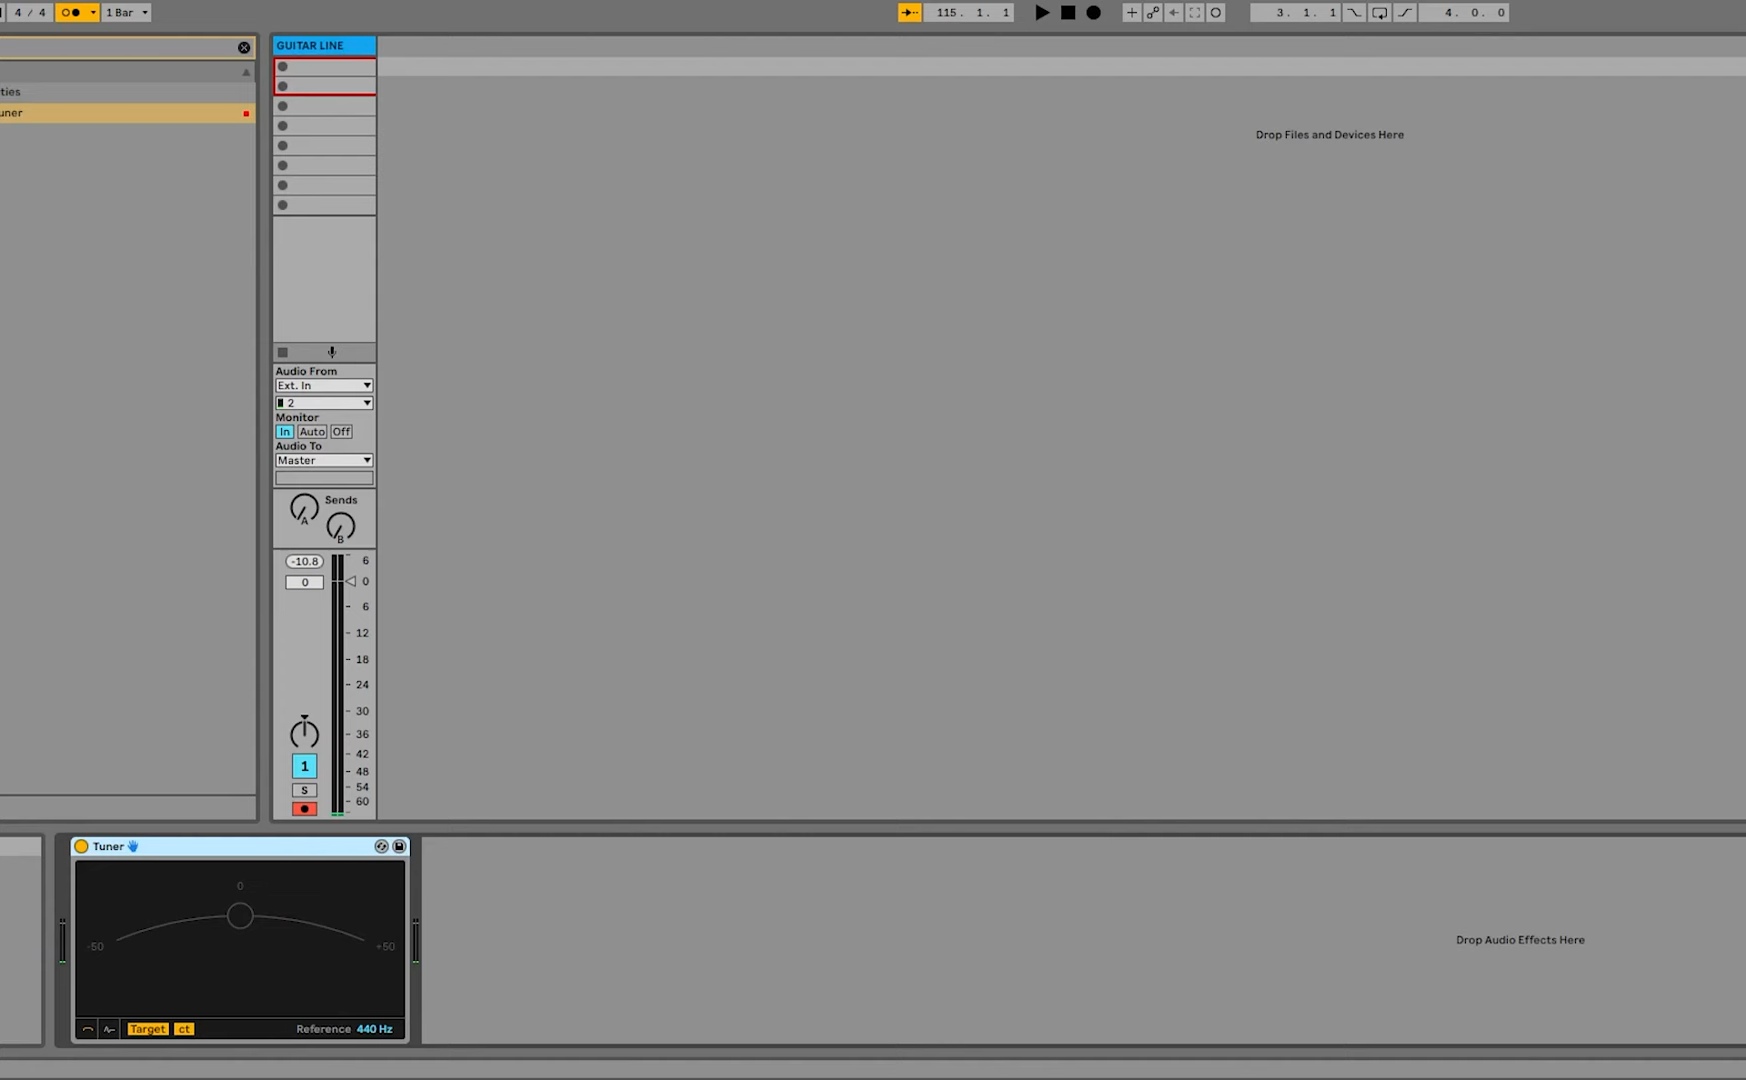 4 / 4 1 Bar 115. 1. 1 3. 1. 1 4. 0. 0
GUITAR LINE
ties
uner
Drop Files and Devices Here
Audio From
Ext. In
2
Monitor
In Auto Off
Audio To
Master
Sends
A
B
-10.8 6
0 0
6
12
18
24
30
36
42
1 48
54
S 60
Tuner
0
-50 +50
Drop Audio Effects Here
Target ct Reference 440 Hz